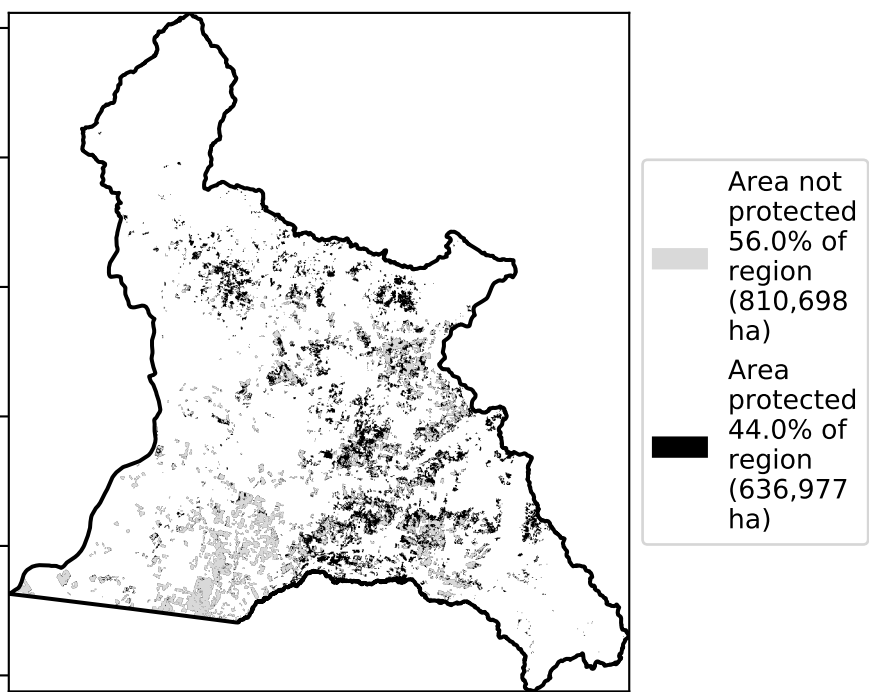 Area not
protected
56.0% of
region
(810,698
ha)
Area
protected
44.0% of
region
(636,977
ha)